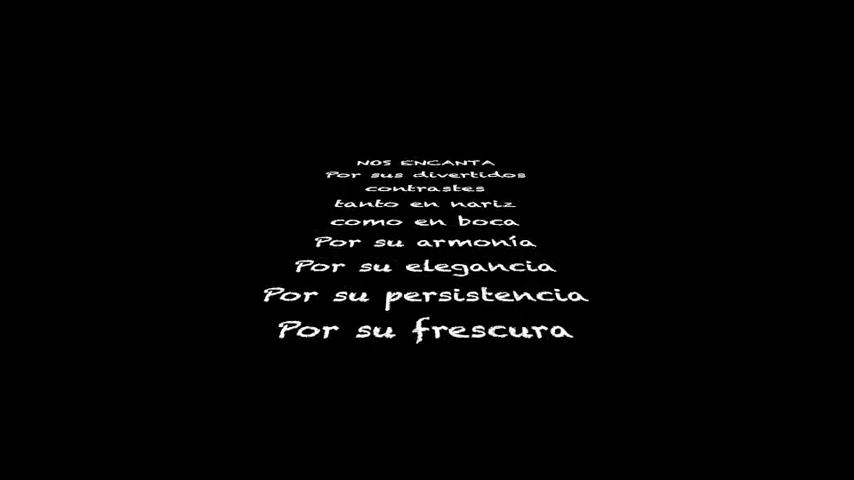 NOS ENCANTA
Por sus divertidos
contrastes
tanto en nariz
como en boca
Por su armonía
Por su elegancia
Por su persistencia
Por su frescura